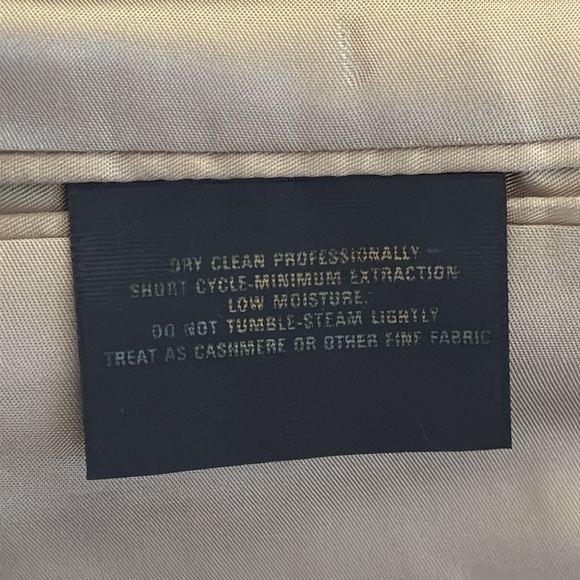 DRY CLEAN PROFESSIONALLY -
SHORT CYCLE-MINIMUM EXTRACTION
LOW MOISTURE.
DO NOT TUMBLE-STEAM LIGHTLY
TREAT AS CASHMERE OR OTHER FINE FABRIC